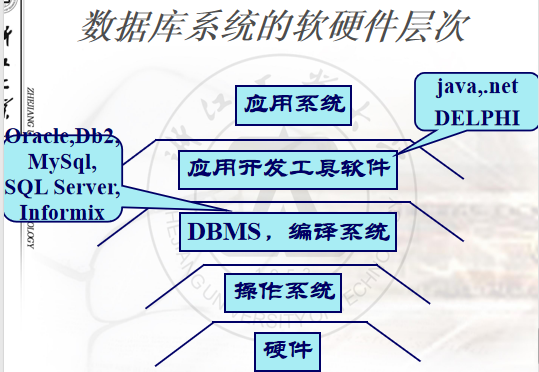 数据库系统的软硬件层次
java,.net
DELPHI
应用系统
Oracle,Db2,
MySql,
SQL Server,
Informix
应用开发工具软件
DBMS，编译系统
操作系统
硬件